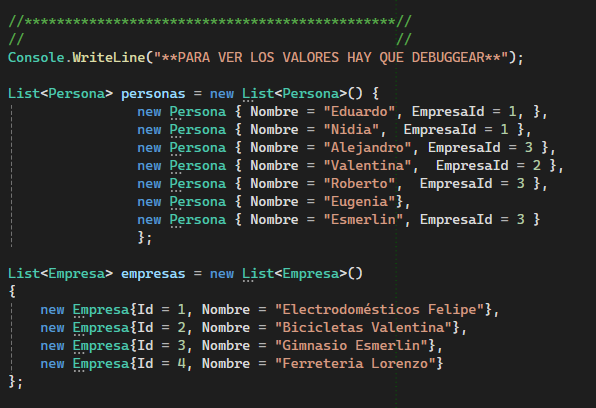 //**********************************************//
//                                              //
Console.WriteLine("**PARA VER LOS VALORES HAY QUE DEBUGGEAR**");
List<Persona> personas = new List<Persona>() {
new Persona { Nombre = "Eduardo", EmpresaId = 1, },
new Persona { Nombre = "Nidia",  EmpresaId = 1 },
new Persona { Nombre = "Alejandro", EmpresaId = 3 },
new Persona { Nombre = "Valentina",  EmpresaId = 2 },
new Persona { Nombre = "Roberto",  EmpresaId = 3 },
new Persona { Nombre = "Eugenia"},
new Persona { Nombre = "Esmerlin", EmpresaId = 3 }
};
List<Empresa> empresas = new List<Empresa>()
{
new Empresa{Id = 1, Nombre = "Electrodomésticos Felipe"},
new Empresa{Id = 2, Nombre = "Bicicletas Valentina"},
new Empresa{Id = 3, Nombre = "Gimnasio Esmerlin"},
new Empresa{Id = 4, Nombre = "Ferreteria Lorenzo"}
};